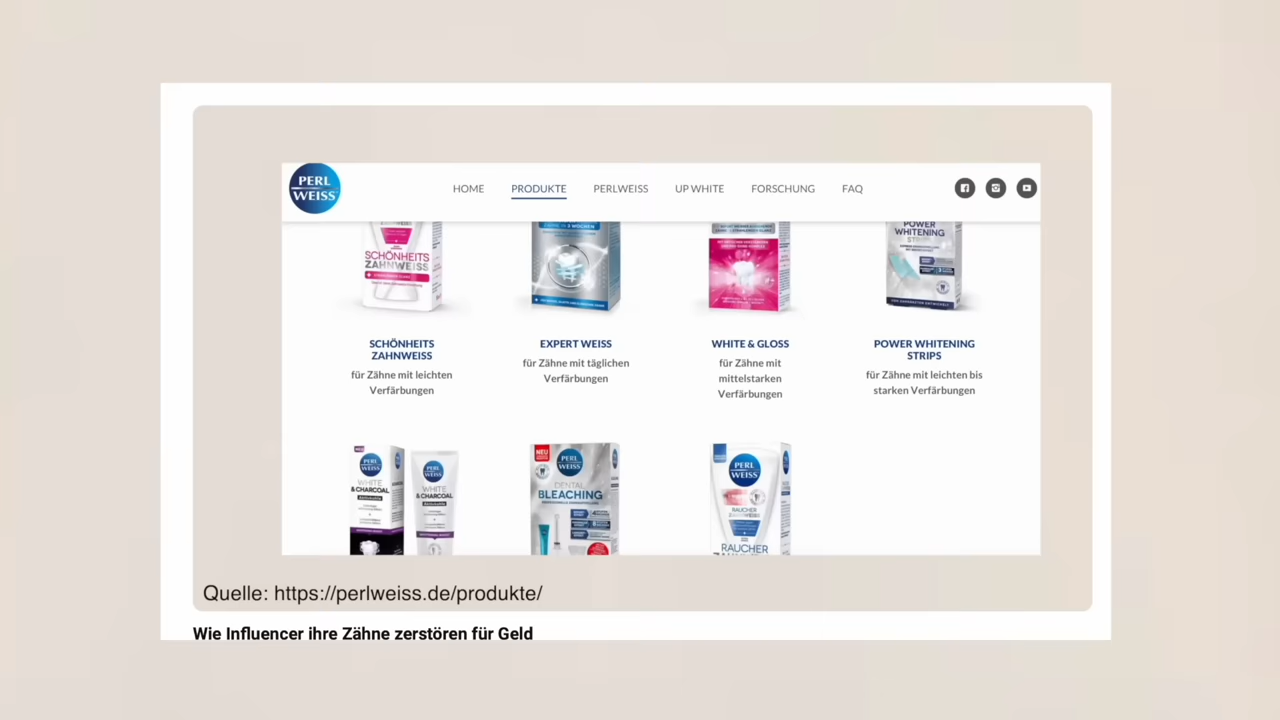 PERL
WEISS
HOME
PRODUKTE
PERLWEISS
UP WHITE
FORSCHUNG
FAQ
SCHÖNHEITS
ZAHNWEISS
POWER
WHITENING
STRIPS
SCHÖNHEITS
ZAHNWEISS
für Zähne mit leichten
Verfärbungen
EXPERT WEISS
für Zähne mit täglichen
Verfärbungen
WHITE & GLOSS
für Zähne mit
mittelstarken
Verfärbungen
POWER WHITENING
STRIPS
für Zähne mit leichten bis
starken Verfärbungen
PERL
WEISS
WHITE
& CHARCOAL
PERL
WEISS
WHITE
& CHARCOAL
NEU
PERL
WEISS
DENTAL
BLEACHING
PERL
WEISS
RAUCHER
ZAHNWEISS
RAUCHER
Quelle: https://perlweiss.de/produkte/
Wie Influencer ihre Zähne zerstören für Geld